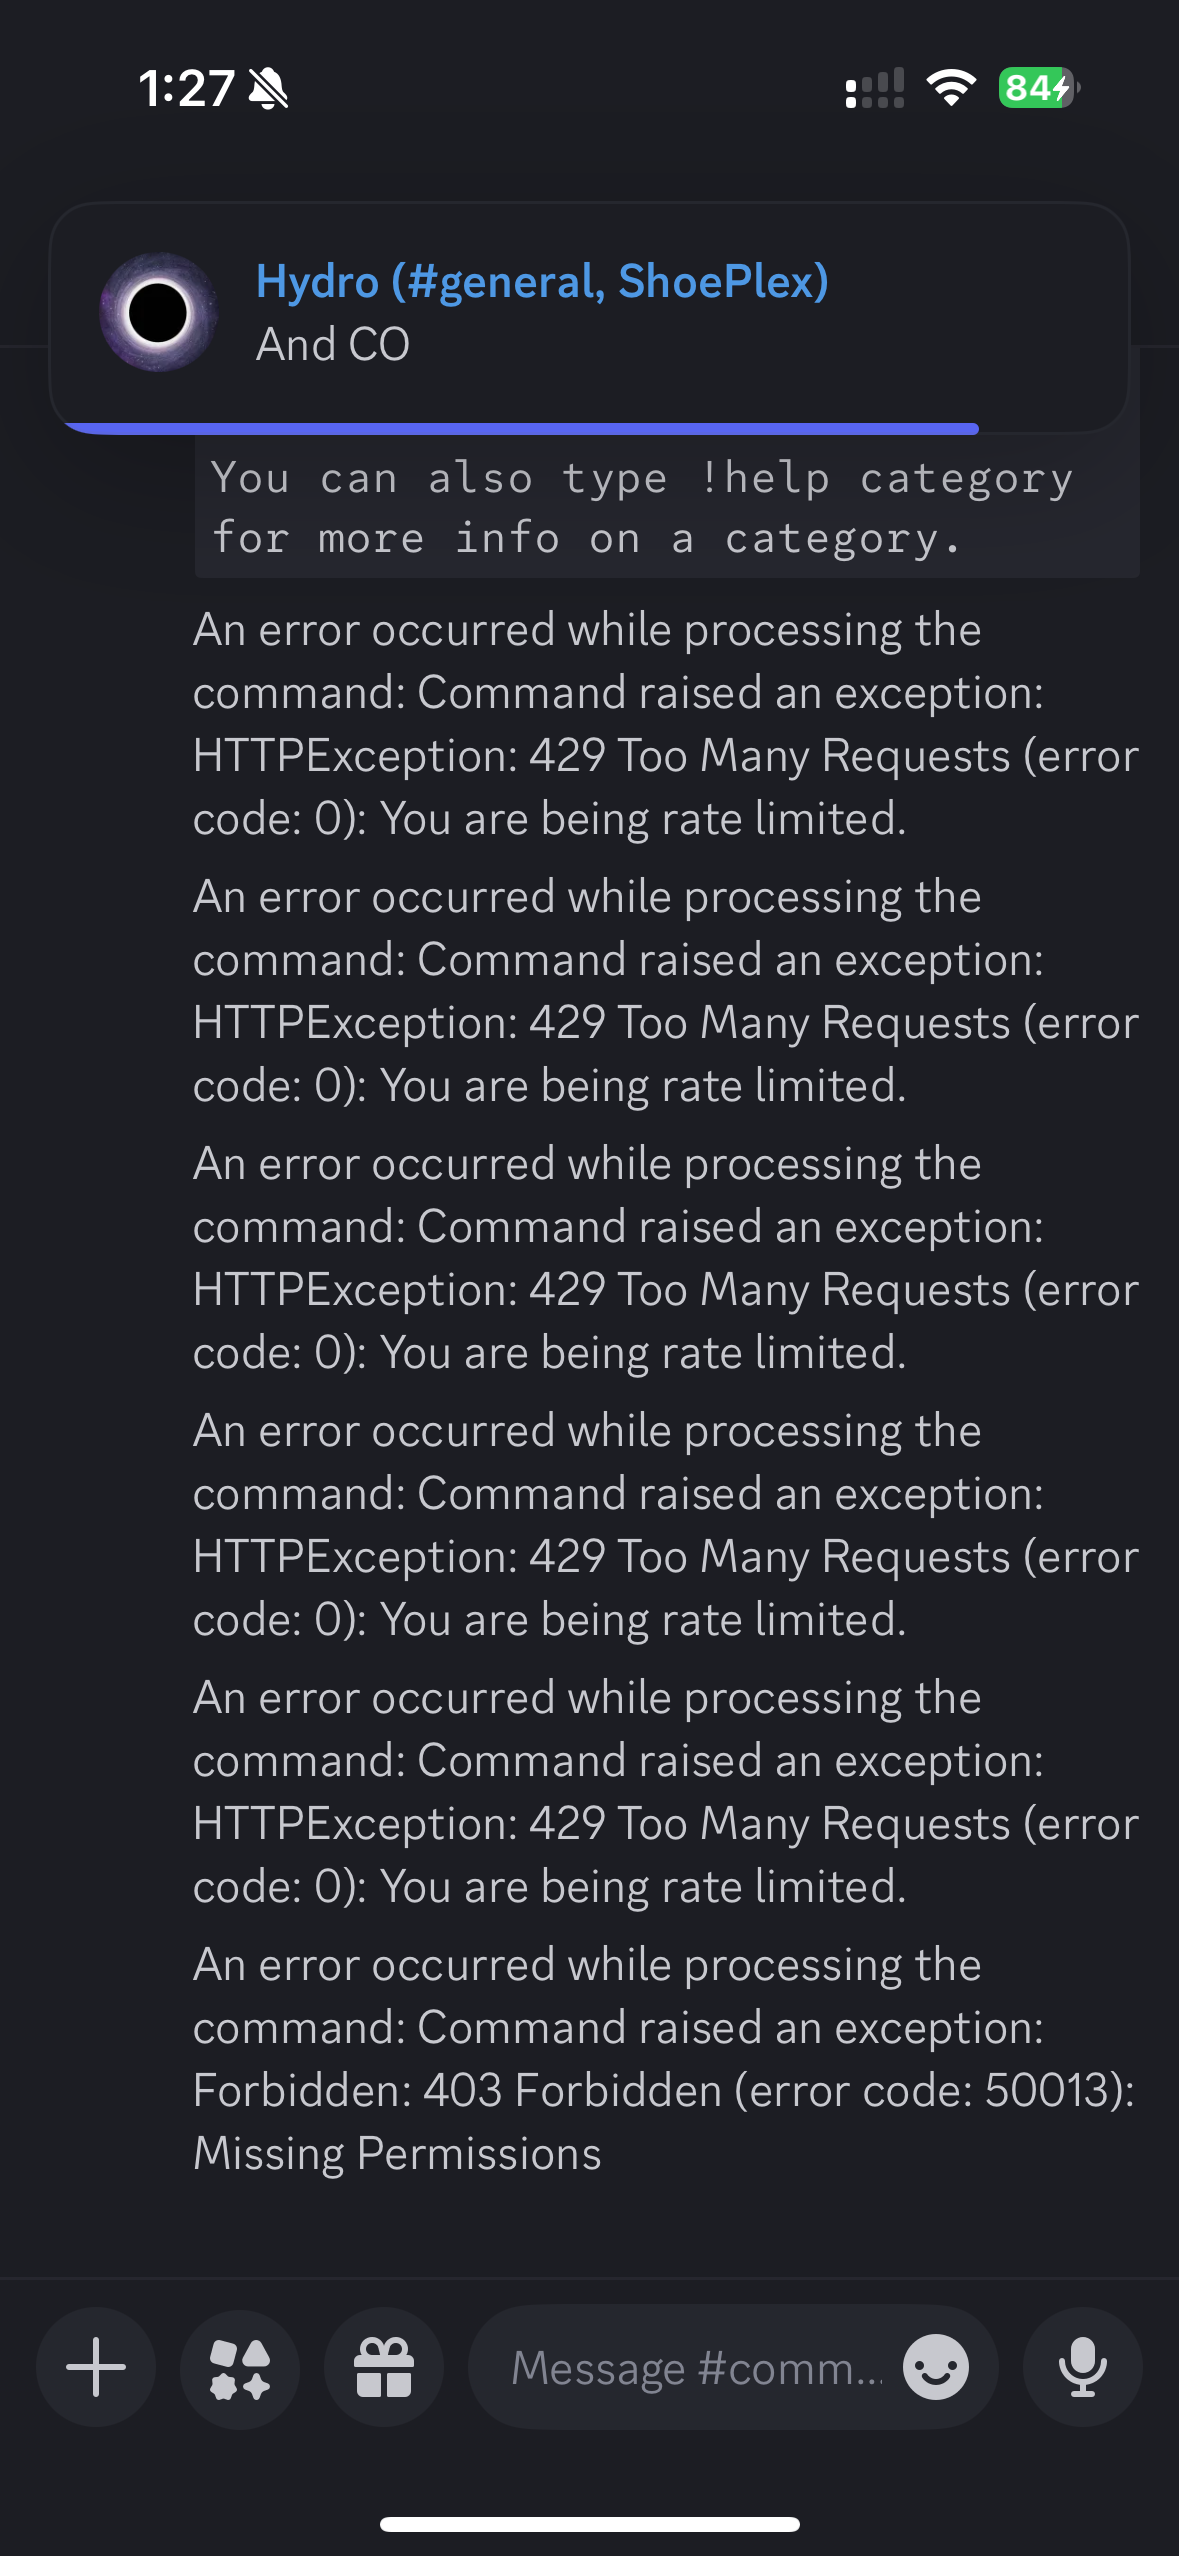 1:27
84
Hydro (#general, ShoePlex)
And CO
You can also type !help category
for more info on a category.
An error occurred while processing the
command: Command raised an exception:
HTTPException: 429 Too Many Requests (error
code: 0): You are being rate limited.
An error occurred while processing the
command: Command raised an exception:
HTTPException: 429 Too Many Requests (error
code: 0): You are being rate limited.
An error occurred while processing the
command: Command raised an exception:
HTTPException: 429 Too Many Requests (error
code: 0): You are being rate limited.
An error occurred while processing the
command: Command raised an exception:
HTTPException: 429 Too Many Requests (error
code: 0): You are being rate limited.
An error occurred while processing the
command: Command raised an exception:
HTTPException: 429 Too Many Requests (error
code: 0): You are being rate limited.
An error occurred while processing the
command: Command raised an exception:
Forbidden: 403 Forbidden (error code: 50013):
Missing Permissions
Message #comm...